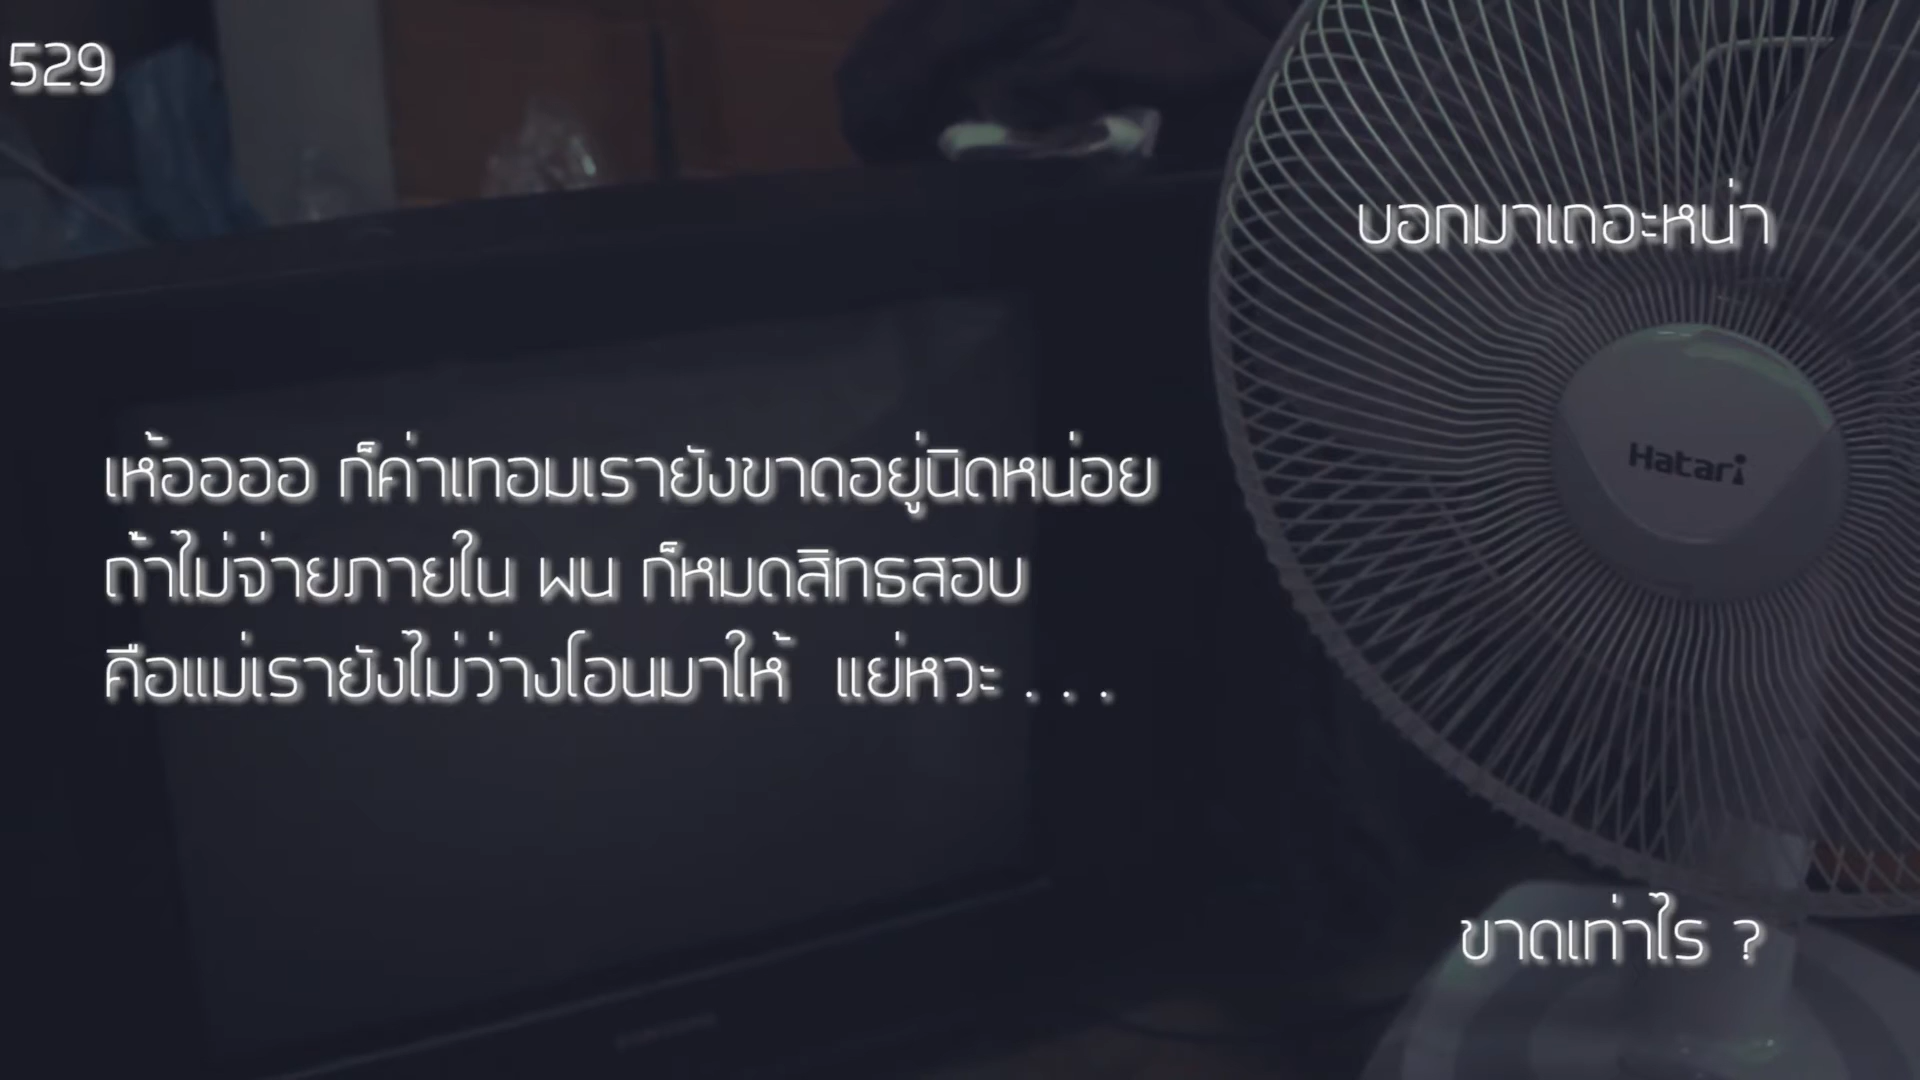 529
บอกมาเถอะหน่า
Hatari
เห้ออออ ก็ค่าเทอมเรายังขาดอยู่นิดหน่อย
ถ้าไม่จ่ายภายใน พน ก็หมดสิทธสอบ
คือแม่เรายังไม่ว่างโอนมาให้ แย่หวะ . . .
ขาดเท่าไร ?